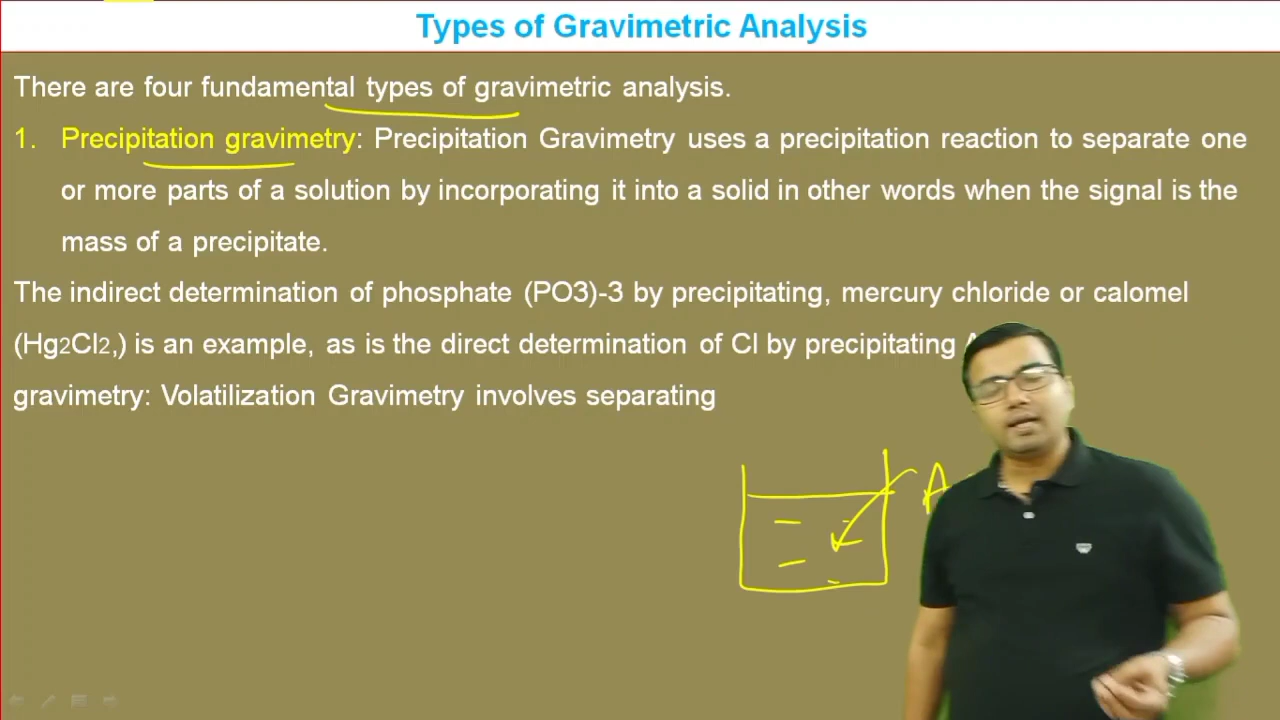 Types of Gravimetric Analysis
There are four fundamental types of gravimetric analysis.
1. Precipitation gravimetry: Precipitation Gravimetry uses a precipitation reaction to separate one
or more parts of a solution by incorporating it into a solid in other words when the signal is the
mass of a precipitate.
The indirect determination of phosphate (PO3)-3 by precipitating, mercury chloride or calomel
(Hg2Cl2,) is an example, as is the direct determination of Cl by precipitating
gravimetry: Volatilization Gravimetry involves separating